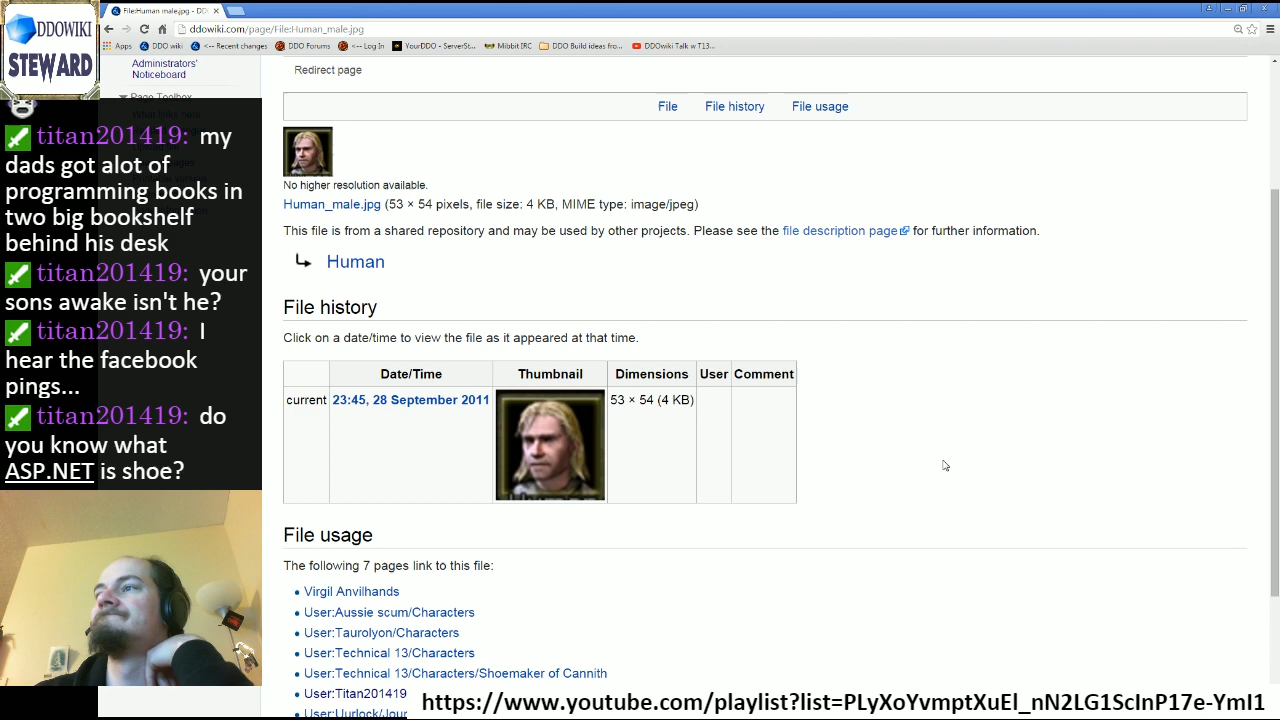 DDOWIKI
STEWARD
File:Human male.jpg - DD
ddowiki.com/page/File:Human_male.jpg
Apps DDO wiki <-- Recent changes DDO Forums <-- Log In YourDDO - ServerSt... Mibbit IRC DDO Build ideas fro... DDOwiki Talk w T13...
Administrators'
Noticeboard
Page Toolbox
Redirect page
File File history File usage
No higher resolution available.
Human_male.jpg (53 × 54 pixels, file size: 4 KB, MIME type: image/jpeg)
This file is from a shared repository and may be used by other projects. Please see the file description page for further information.
Human
File history
Click on a date/time to view the file as it appeared at that time.
Date/Time Thumbnail Dimensions User Comment
current 23:45, 28 September 2011 53 × 54 (4 KB)
File usage
The following 7 pages link to this file:
Virgil Anvilhands
User:Aussie scum/Characters
User:Taurolyon/Characters
User:Technical 13/Characters
User:Technical 13/Characters/Shoemaker of Cannith
User:Titan201419
User:Uurlock/Jour
titan201419: my
dads got alot of
programming books in
two big bookshelf
behind his desk
titan201419: your
sons awake isn't he?
titan201419: I
hear the facebook
pings...
titan201419: do
you know what
ASP.NET is shoe?
https://www.youtube.com/playlist?list=PLyXoYvmptXuEl_nN2LG1ScInP17e-YmI1